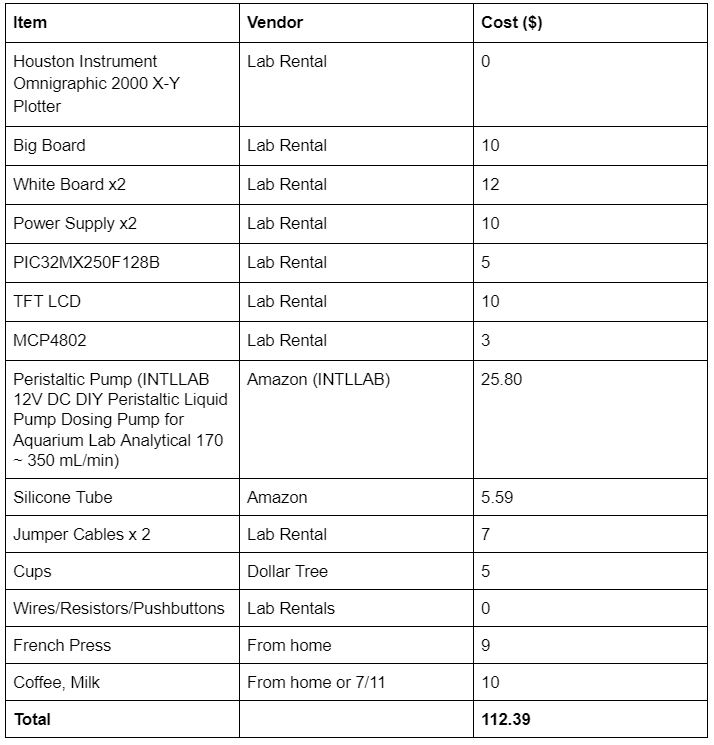 Item Vendor Cost ($)
Houston Instrument Lab Rental 0
Omnigraphic 2000 X-Y
Plotter
Big Board Lab Rental 10
White Board x2 Lab Rental 12
Power Supply x2 Lab Rental 10
PIC32MX250F128B Lab Rental 5
TFT LCD Lab Rental 10
MCP4802 Lab Rental 3
Peristaltic Pump (INTLLAB Amazon (INTLLAB) 25.80
12V DC DIY Peristaltic Liquid
Pump Dosing Pump for
Aquarium Lab Analytical 170
~ 350 mL/min)
Silicone Tube Amazon 5.59
Jumper Cables x 2 Lab Rental 7
Cups Dollar Tree 5
Wires/Resistors/Pushbuttons Lab Rentals 0
French Press From home 9
Coffee, Milk From home or 7/11 10
Total 112.39